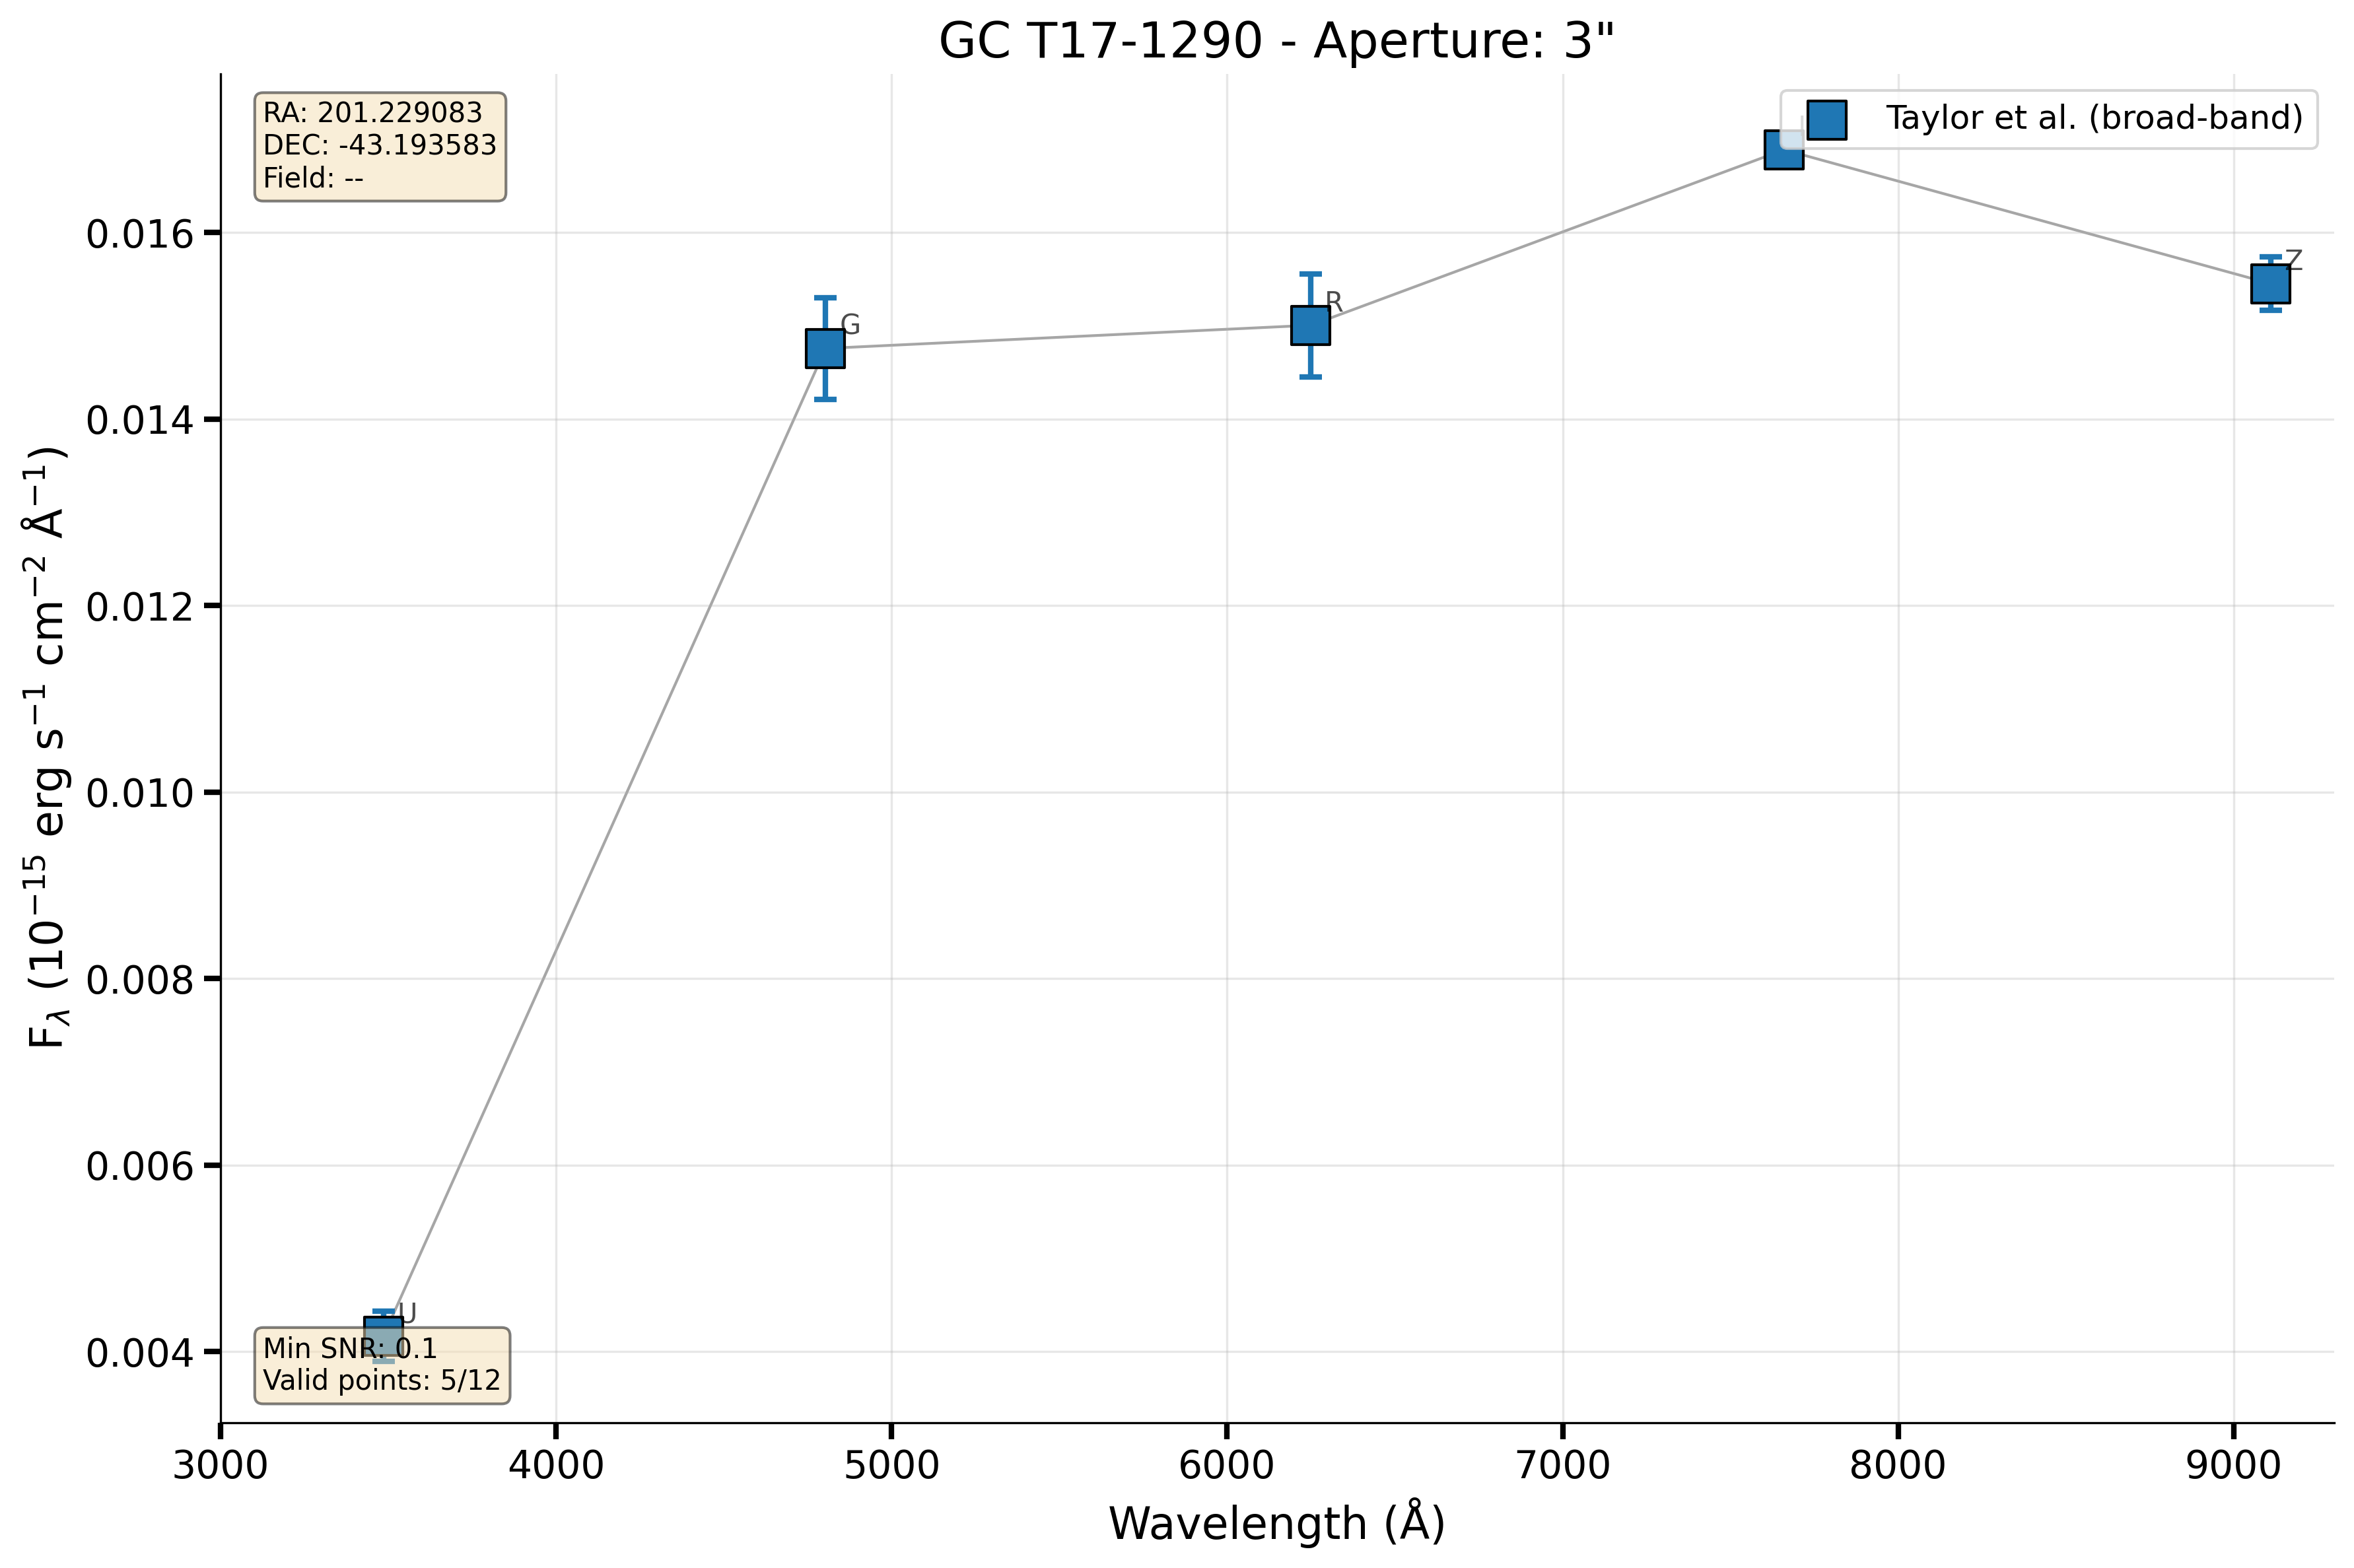 GC T17-1290 - Aperture: 3"
RA: 201.229083
DEC: -43.193583
Field: --
Taylor et al. (broad-band)
Z
R
G
U
Min SNR: 0.1
Valid points: 5/12
0.016
0.014
0.012
0.010
0.008
0.006
0.004
F_λ (10⁻¹⁵ erg s⁻¹ cm⁻² Å⁻¹)
3000 4000 5000 6000 7000 8000 9000
Wavelength (Å)